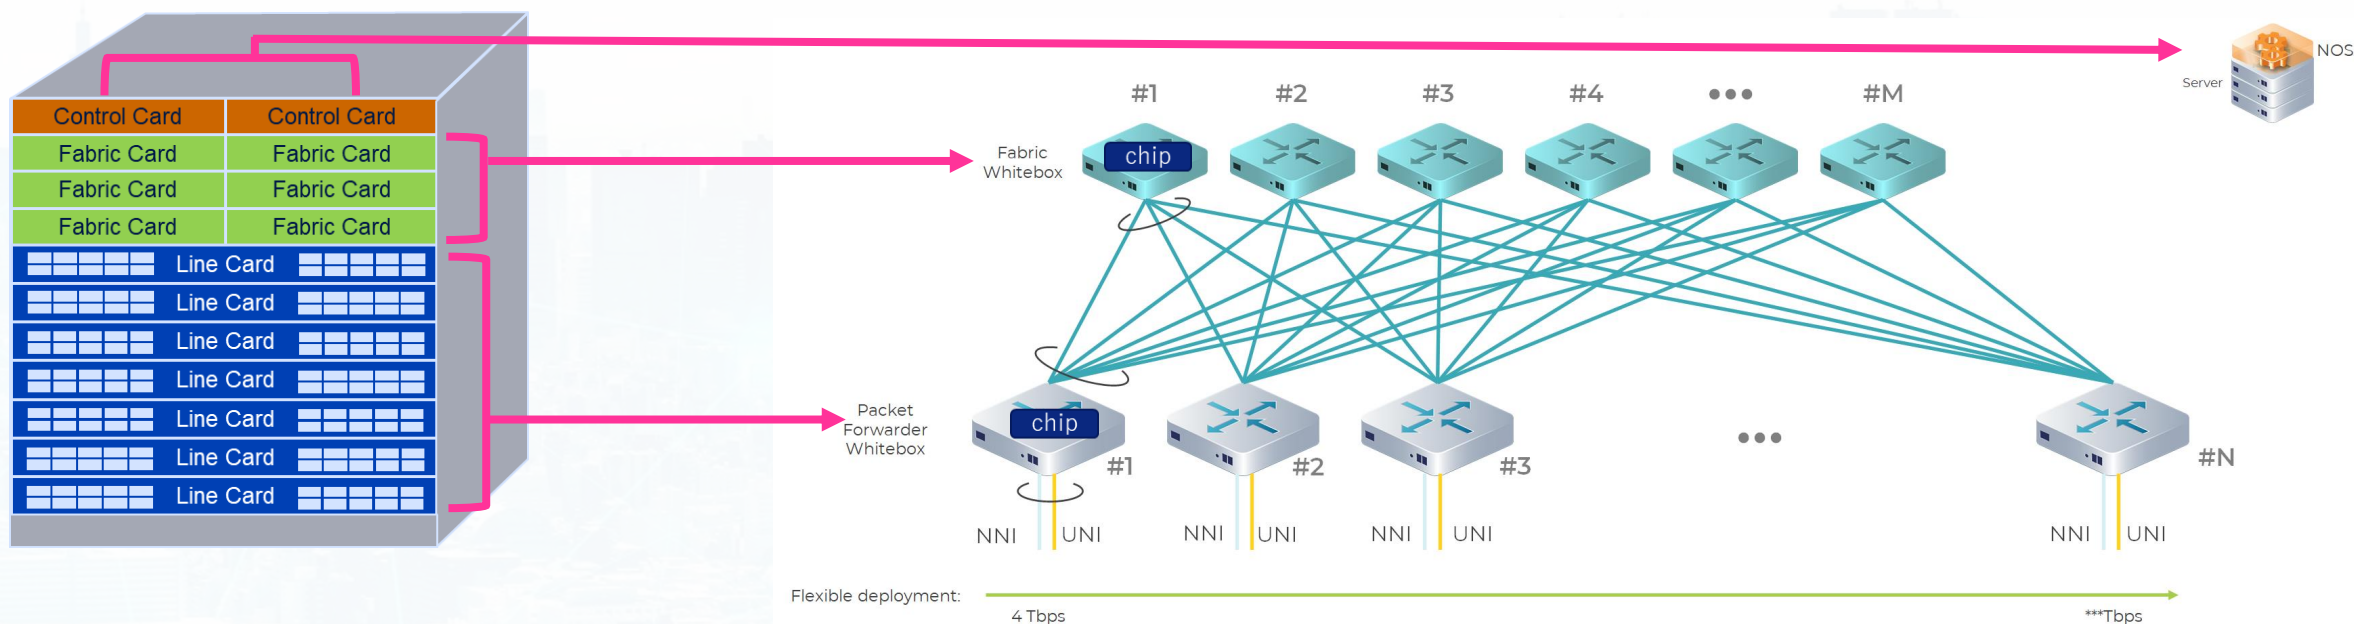 Control Card Control Card
Fabric Card Fabric Card
Fabric Card Fabric Card
Fabric Card Fabric Card
Line Card
Line Card
Line Card
Line Card
Line Card
Line Card
Line Card
NOS
Server
#1 #2 #3 #4 ••• #M
Fabric
Whitebox
chip
Packet
Forwarder
Whitebox
chip
#1 #2 #3 ••• #N
NNI UNI NNI UNI NNI UNI NNI UNI
Flexible deployment:
4 Tbps ***Tbps